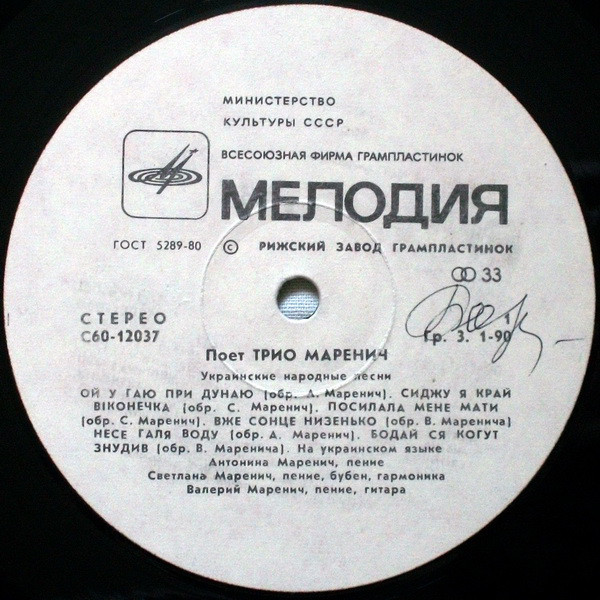 МИНИСТЕРСТВО
КУЛЬТУРЫ СССР
ВСЕСОЮЗНАЯ ФИРМА ГРАМПЛАСТИНОК
МЕЛОДИЯ
ГОСТ 5289-80 © РИЖСКИЙ ЗАВОД ГРАМПЛАСТИНОК
33
СТЕРЕО 1
С60-12037 Гр. 3. 1-90
Поет ТРИО МАРЕНИЧ
Украинские народные песни
ОЙ У ГАЮ ПРИ ДУНАЮ (обр. А. Маренич). СИДЖУ Я КРАЙ
ВІКОНЕЧКА (обр. С. Маренич). ПОСИЛАЛА МЕНЕ МАТИ
(обр. С. Маренич). ВЖЕ СОНЦЕ НИЗЕНЬКО (обр. В. Маренича)
НЕСЕ ГАЛЯ ВОДУ (обр. А. Маренич). БОДАЙ СЯ КОГУТ
ЗНУДИВ (обр. В. Маренича). На украинском языке
Антонина Маренич, пение
Светлана Маренич, пение, бубен, гармоника
Валерий Маренич, пение, гитара